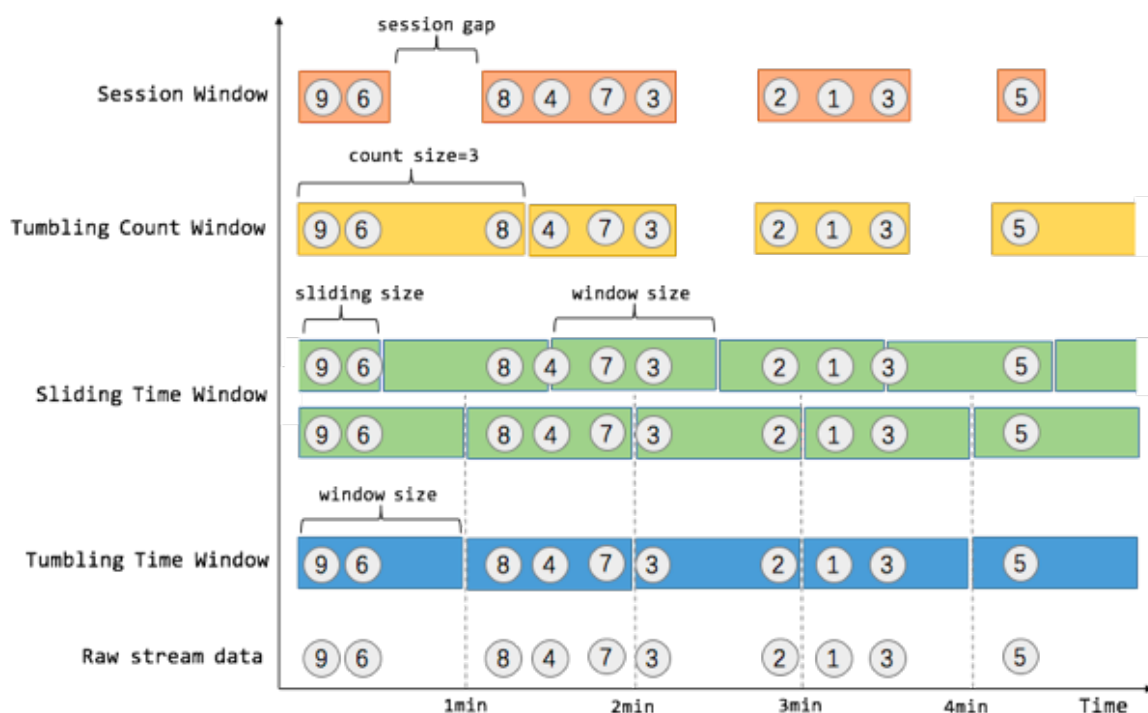 session gap
Session Window 9 6 8 4 7 3 2 1 3 5
count size=3
Tumbling Count Window 9 6 8 4 7 3 2 1 3 5
sliding size window size
9 6 8 4 7 3 2 1 3 5
Sliding Time Window
9 6 8 4 7 3 2 1 3 5
window size
Tumbling Time Window 9 6 8 4 7 3 2 1 3 5
Raw stream data 9 6 8 4 7 3 2 1 3 5
1min 2min 3min 4min Time